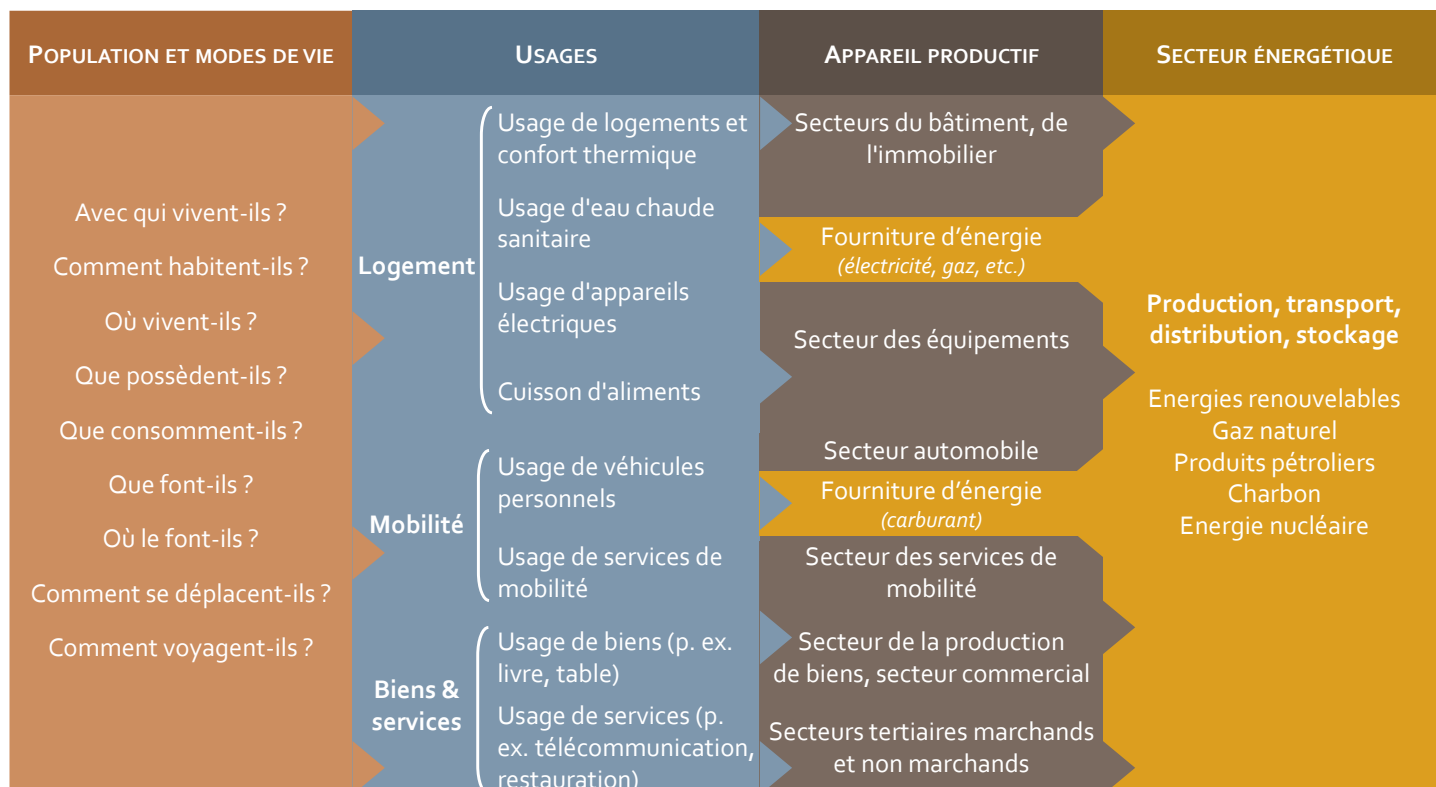 POPULATION ET MODES DE VIE
USAGES
APPAREIL PRODUCTIF
SECTEUR ÉNERGÉTIQUE
Avec qui vivent-ils ?
Comment habitent-ils ?
Où vivent-ils ?
Que possèdent-ils ?
Que consomment-ils ?
Que font-ils ?
Où le font-ils ?
Comment se déplacent-ils ?
Comment voyagent-ils ?
Logement
Usage de logements et
confort thermique
Usage d'eau chaude
sanitaire
Usage d'appareils
électriques
Cuisson d'aliments
Mobilité
Usage de véhicules
personnels
Usage de services de
mobilité
Biens &
services
Usage de biens (p. ex.
livre, table)
Usage de services (p.
ex. télécommunication,
restauration)
Secteurs du bâtiment, de
l'immobilier
Fourniture d’énergie
(électricité, gaz, etc.)
Secteur des équipements
Secteur automobile
Fourniture d’énergie
(carburant)
Secteur des services de
mobilité
Secteur de la production
de biens, secteur commercial
Secteurs tertiaires marchands
et non marchands
Production, transport,
distribution, stockage
Energies renouvelables
Gaz naturel
Produits pétroliers
Charbon
Energie nucléaire